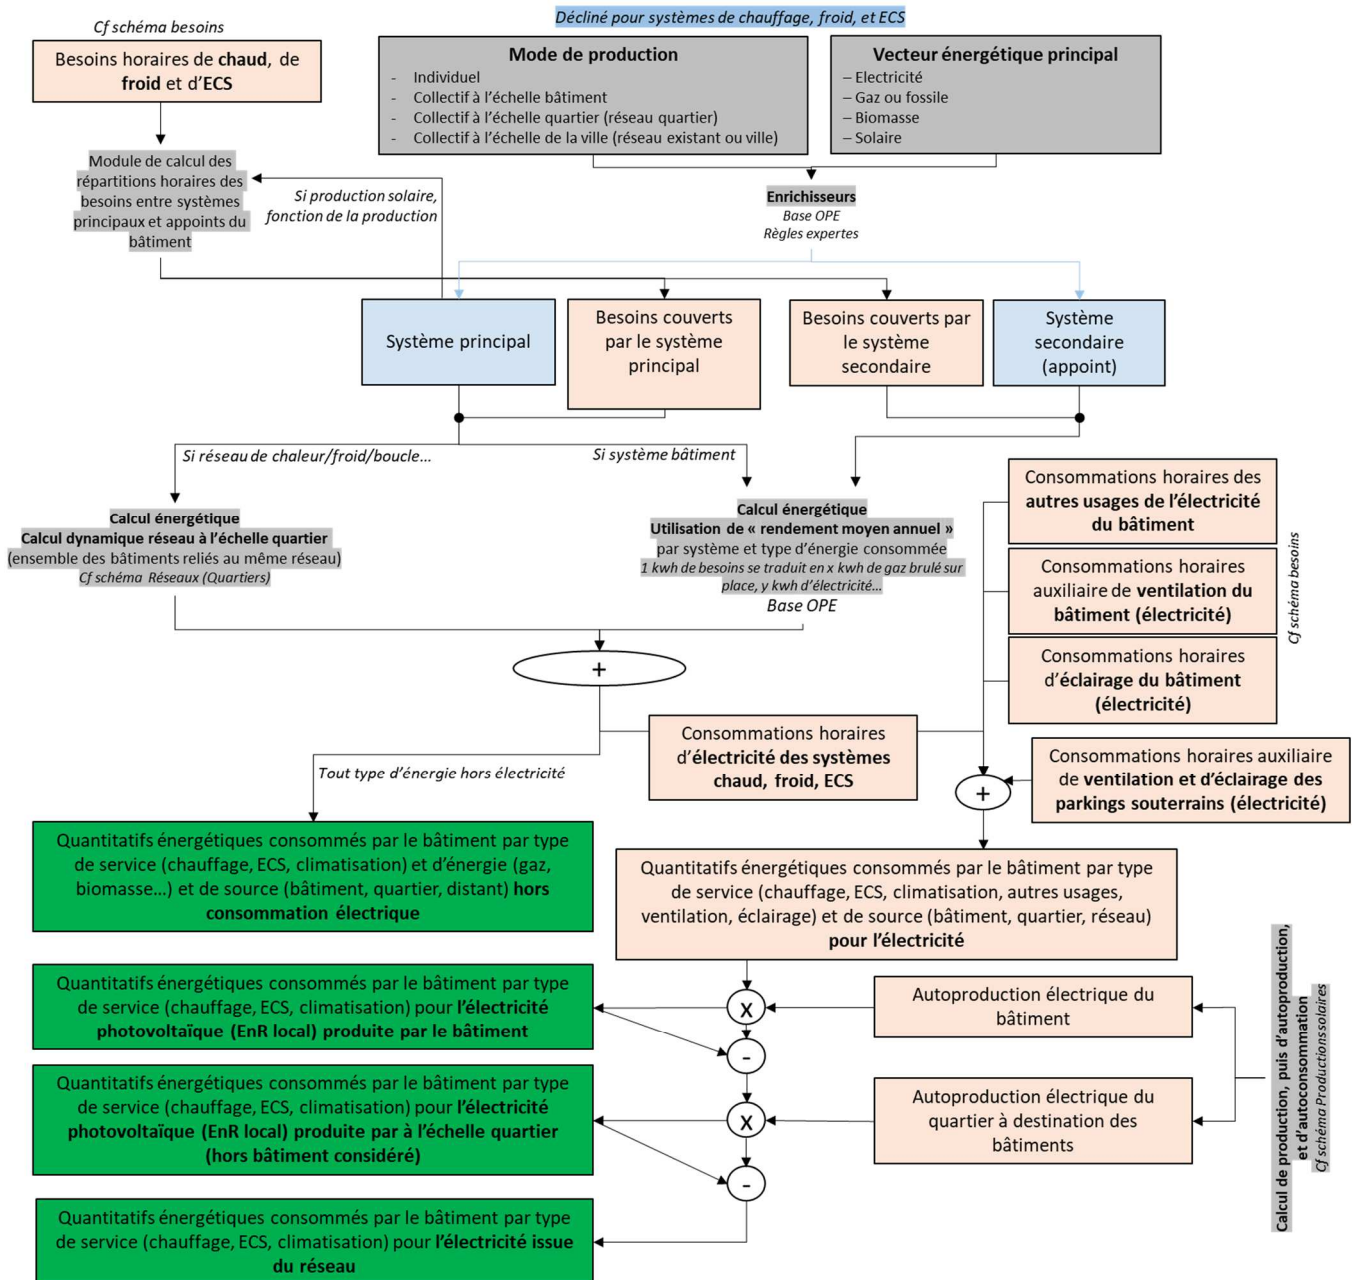 Décliné pour systèmes de chauffage, froid, et ECS
Cf schéma besoins
Besoins horaires de chaud, de
froid et d'ECS
Mode de production
- Individuel
- Collectif à l'échelle bâtiment
- Collectif à l'échelle quartier (réseau quartier)
- Collectif à l'échelle de la ville (réseau existant ou ville)
Vecteur énergétique principal
– Electricité
– Gaz ou fossile
– Biomasse
– Solaire
Module de calcul des
répartitions horaires des
besoins entre systèmes
principaux et appoints du
bâtiment
Si production solaire,
fonction de la production
Enrichisseurs
Base OPE
Règles expertes
Système principal
Besoins couverts
par le système
principal
Besoins couverts par
le système
secondaire
Système
secondaire
(appoint)
Si réseau de chaleur/froid/boucle...
Si système bâtiment
Calcul énergétique
Calcul dynamique réseau à l'échelle quartier
(ensemble des bâtiments reliés au même réseau)
Cf schéma Réseaux (Quartiers)
Calcul énergétique
Utilisation de « rendement moyen annuel »
par système et type d'énergie consommée
1 kwh de besoins se traduit en x kwh de gaz brulé sur
place, y kwh d'électricité...
Base OPE
Consommations horaires des
autres usages de l'électricité
du bâtiment
Consommations horaires
auxiliaire de ventilation du
bâtiment (électricité)
Consommations horaires
d'éclairage du bâtiment
(électricité)
Cf schéma besoins
+
Consommations horaires
d'électricité des systèmes
chaud, froid, ECS
Consommations horaires auxiliaire
de ventilation et d'éclairage des
parkings souterrains (électricité)
+
Tout type d'énergie hors électricité
Quantitatifs énergétiques consommés par le bâtiment par type
de service (chauffage, ECS, climatisation) et d'énergie (gaz,
biomasse...) et de source (bâtiment, quartier, distant) hors
consommation électrique
Quantitatifs énergétiques consommés par le bâtiment par type
de service (chauffage, ECS, climatisation, autres usages,
ventilation, éclairage) et de source (bâtiment, quartier, réseau)
pour l'électricité
Quantitatifs énergétiques consommés par le bâtiment par type
de service (chauffage, ECS, climatisation) pour l'électricité
photovoltaïque (EnR local) produite par le bâtiment
X
-
Autoproduction électrique du
bâtiment
Quantitatifs énergétiques consommés par le bâtiment par type
de service (chauffage, ECS, climatisation) pour l'électricité
photovoltaïque (EnR local) produite par à l'échelle quartier
(hors bâtiment considéré)
X
-
Autoproduction électrique du
quartier à destination des
bâtiments
Calcul de production, puis d'autoproduction,
et d'autoconsommation
Cf schéma Productions solaires
Quantitatifs énergétiques consommés par le bâtiment par type
de service (chauffage, ECS, climatisation) pour l'électricité issue
du réseau